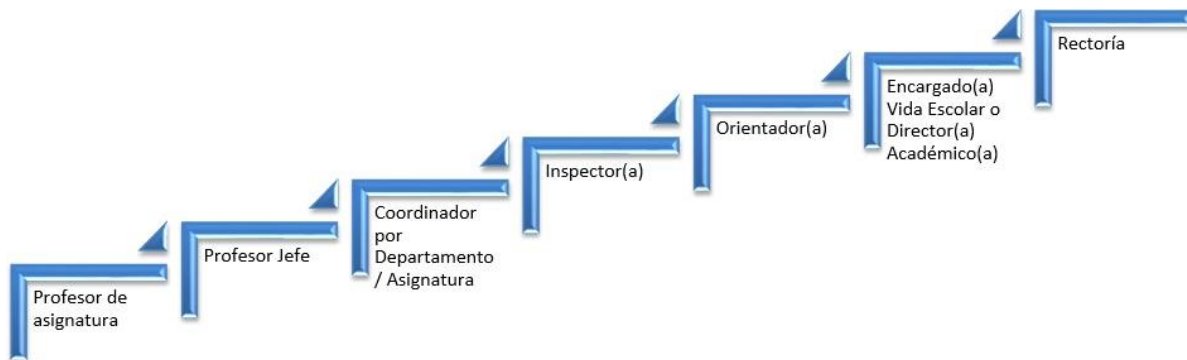 Profesor de
asignatura
Profesor Jefe
Coordinador
por
Departamento
/ Asignatura
Inspector(a)
Orientador(a)
Encargado(a)
Vida Escolar o
Director(a)
Académico(a)
Rectoría